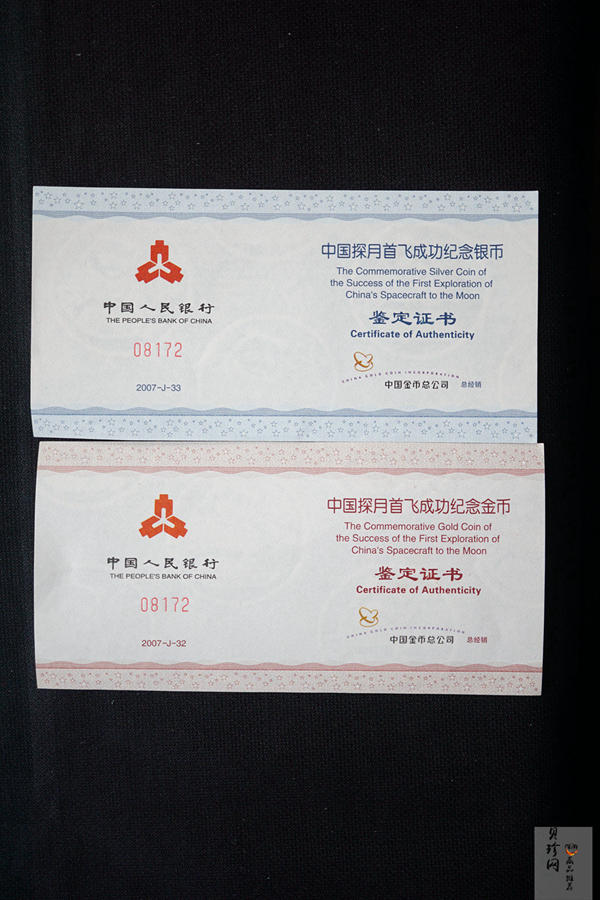 中国人民银行
THE PEOPLE'S BANK OF CHINA
08172
2007-J-33
中国探月首飞成功纪念银币
The Commemorative Silver Coin of
the Success of the First Exploration of
China's Spacecraft to the Moon
鉴定证书
Certificate of Authenticity
CHINA GOLD COIN INCORPORATION
中国金币总公司 总经销
中国人民银行
THE PEOPLE'S BANK OF CHINA
08172
2007-J-32
中国探月首飞成功纪念金币
The Commemorative Gold Coin of
the Success of the First Exploration of
China's Spacecraft to the Moon
鉴定证书
Certificate of Authenticity
CHINA GOLD COIN INCORPORATION
中国金币总公司 总经销
贝珍网